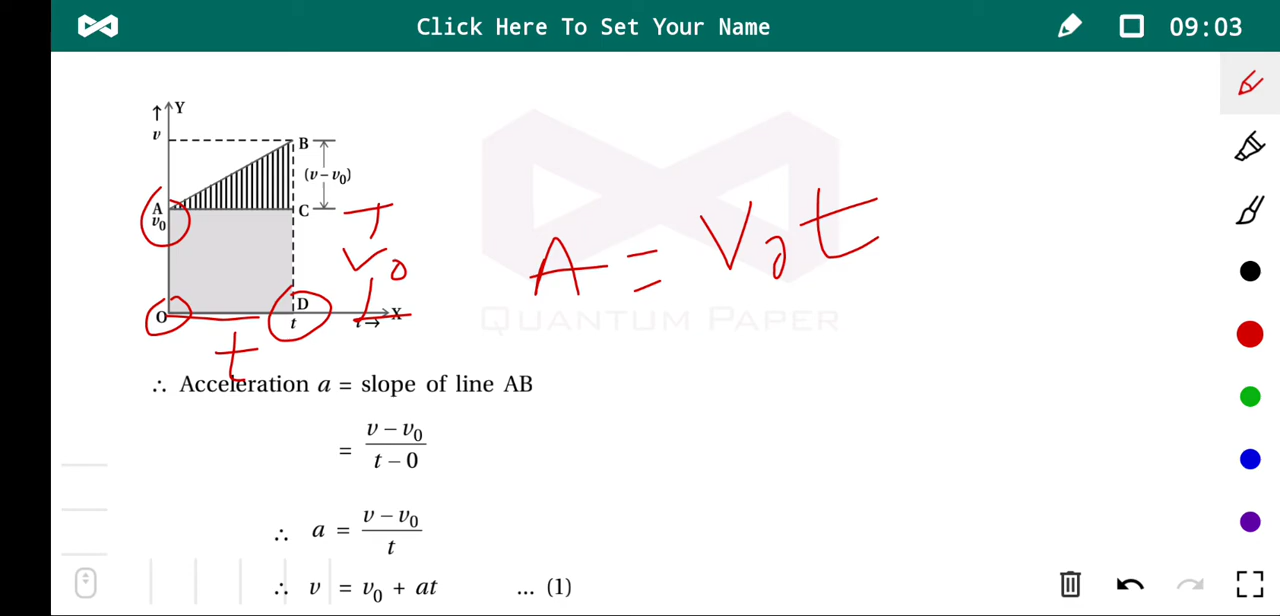 Click Here To Set Your Name
09:03
↑ Y
v
B
(v – v₀)
A
v₀
C
T
v₀
A = V₀t
O
D
t
t→
X
QUANTUM PAPER
t
∴ Acceleration a = slope of line AB
= (v – v₀)/(t – 0)
∴ a = (v – v₀)/t
∴ v = v₀ + at ... (1)